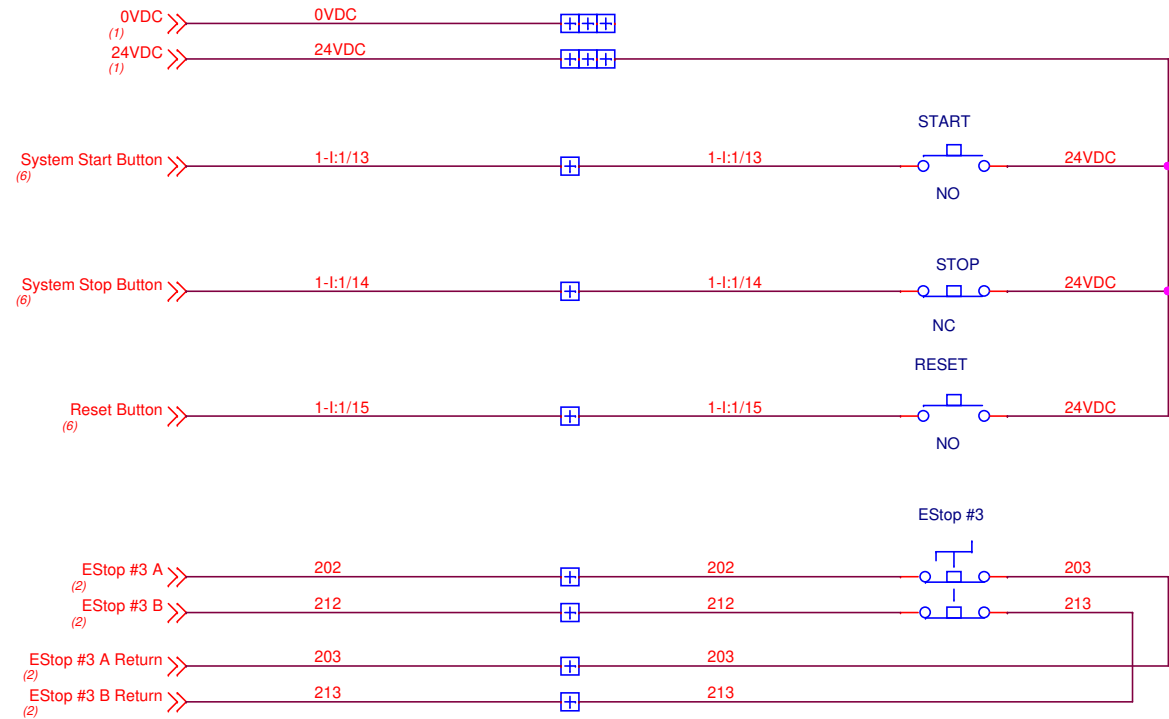 0VDC 0VDC
(1)
24VDC 24VDC
(1)
START
System Start Button 1-I:1/13 1-I:1/13 24VDC
(6)
NO
STOP
System Stop Button 1-I:1/14 1-I:1/14 24VDC
(6)
NC
RESET
Reset Button 1-I:1/15 1-I:1/15 24VDC
(6)
NO
EStop #3
EStop #3 A 202 202 203
(2)
EStop #3 B 212 212 213
(2)
EStop #3 A Return 203 203
(2)
EStop #3 B Return 213 213
(2)